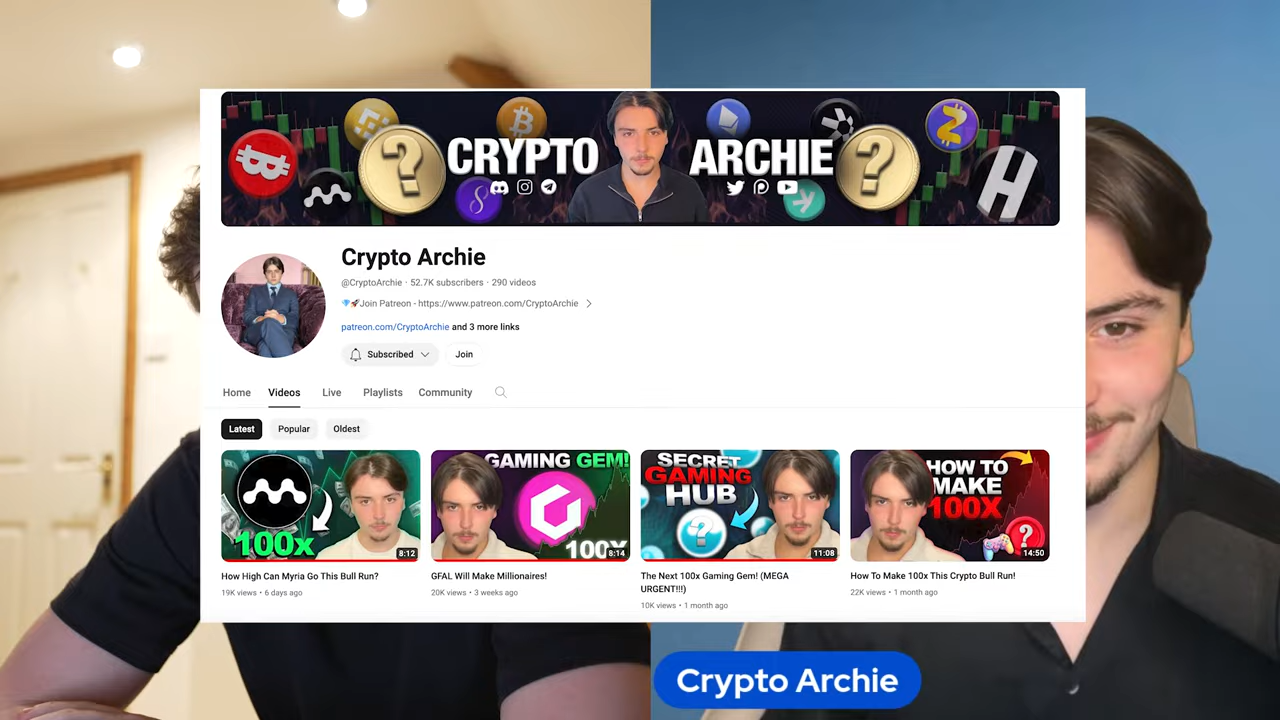 CRYPTO ARCHIE
Crypto Archie
@CryptoArchie · 52.7K subscribers · 290 videos
💎🚀Join Patreon - https://www.patreon.com/CryptoArchie
patreon.com/CryptoArchie and 3 more links
Subscribed Join
Home Videos Live Playlists Community
Latest Popular Oldest
100x
8:12
GAMING GEM!
100X
8:14
SECRET
GAMING
HUB
11:08
HOW TO
MAKE
100X
14:50
How High Can Myria Go This Bull Run?
19K views • 6 days ago
GFAL Will Make Millionaires!
20K views • 3 weeks ago
The Next 100x Gaming Gem! (MEGA
URGENT!!!)
10K views • 1 month ago
How To Make 100x This Crypto Bull Run!
22K views • 1 month ago
Crypto Archie